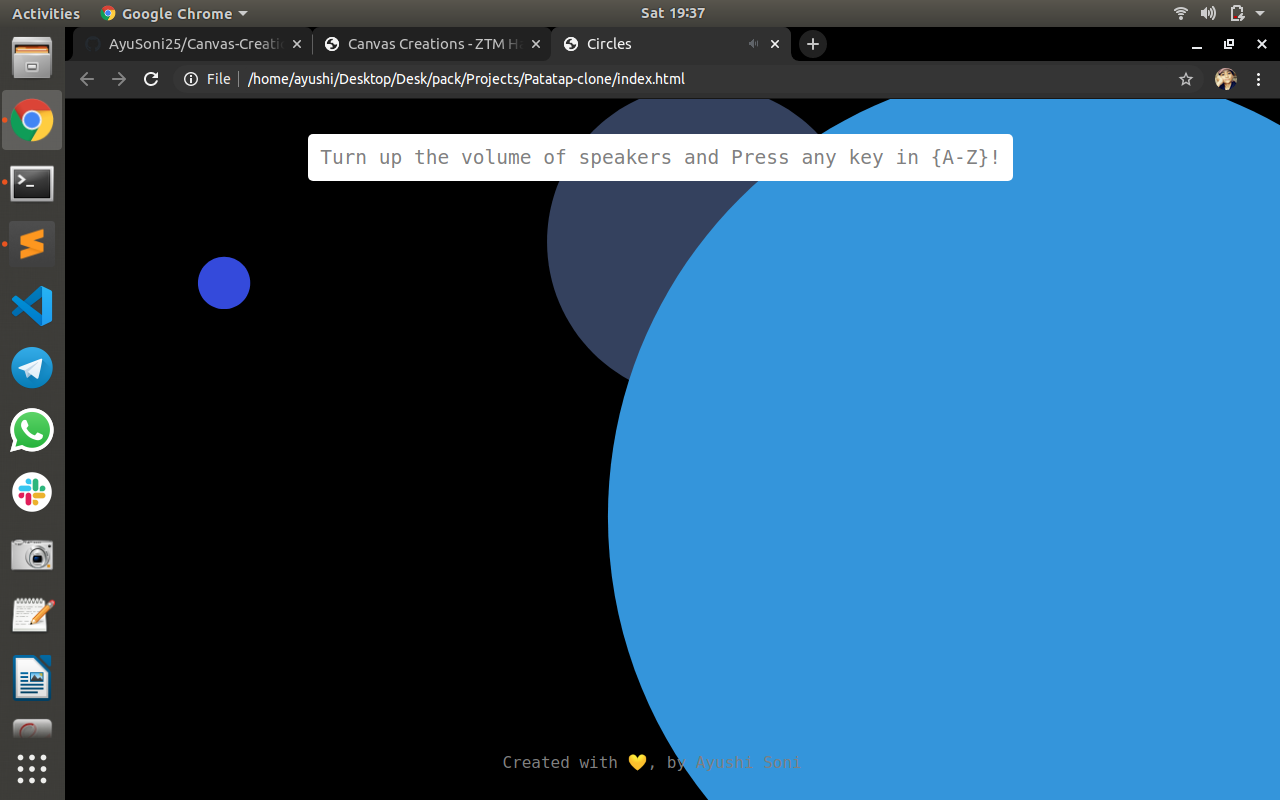 Activities Google Chrome Sat 19:37
AyuSoni25/Canvas-Creati Canvas Creations - ZTM Ha Circles
File /home/ayushi/Desktop/Desk/pack/Projects/Patatap-clone/index.html
Turn up the volume of speakers and Press any key in {A-Z}!
Created with 💛, by Ayushi Soni